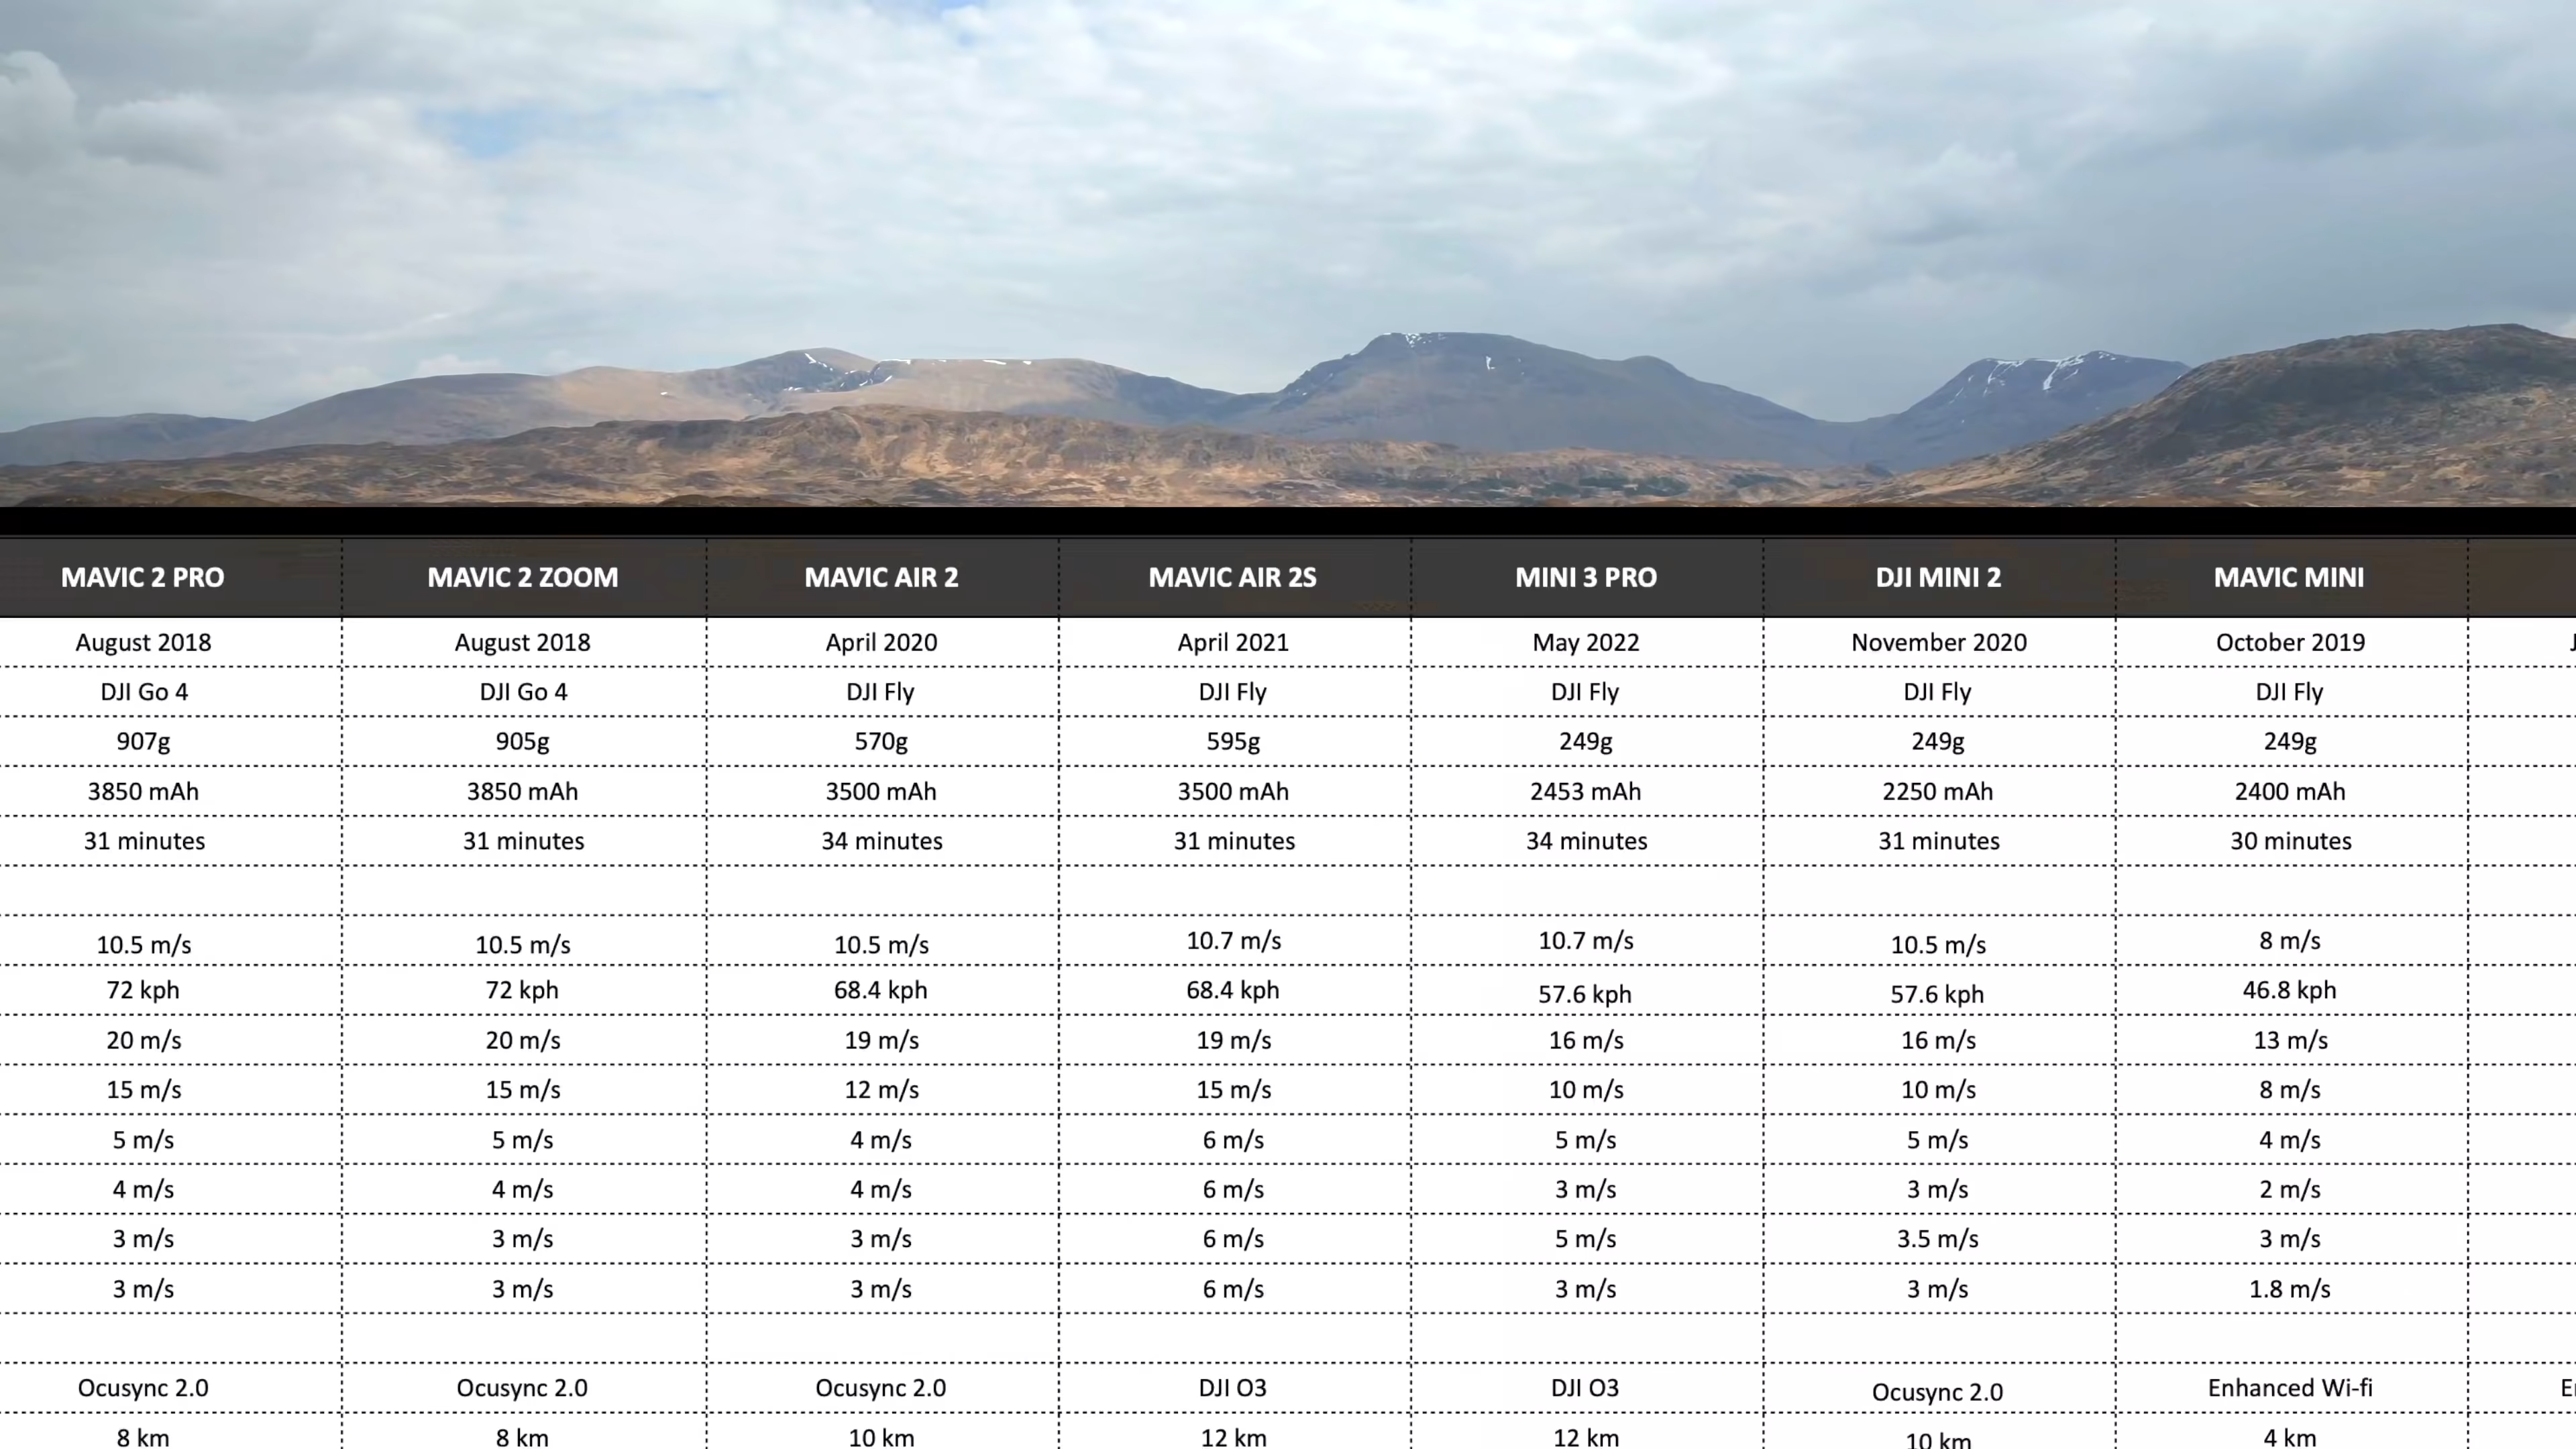 MAVIC 2 PRO MAVIC 2 ZOOM MAVIC AIR 2 MAVIC AIR 2S MINI 3 PRO DJI MINI 2 MAVIC MINI
August 2018 August 2018 April 2020 April 2021 May 2022 November 2020 October 2019
DJI Go 4 DJI Go 4 DJI Fly DJI Fly DJI Fly DJI Fly DJI Fly
907g 905g 570g 595g 249g 249g 249g
3850 mAh 3850 mAh 3500 mAh 3500 mAh 2453 mAh 2250 mAh 2400 mAh
31 minutes 31 minutes 34 minutes 31 minutes 34 minutes 31 minutes 30 minutes
10.5 m/s 10.5 m/s 10.5 m/s 10.7 m/s 10.7 m/s 10.5 m/s 8 m/s
72 kph 72 kph 68.4 kph 68.4 kph 57.6 kph 57.6 kph 46.8 kph
20 m/s 20 m/s 19 m/s 19 m/s 16 m/s 16 m/s 13 m/s
15 m/s 15 m/s 12 m/s 15 m/s 10 m/s 10 m/s 8 m/s
5 m/s 5 m/s 4 m/s 6 m/s 5 m/s 5 m/s 4 m/s
4 m/s 4 m/s 4 m/s 6 m/s 3 m/s 3 m/s 2 m/s
3 m/s 3 m/s 3 m/s 6 m/s 5 m/s 3.5 m/s 3 m/s
3 m/s 3 m/s 3 m/s 6 m/s 3 m/s 3 m/s 1.8 m/s
Ocusync 2.0 Ocusync 2.0 Ocusync 2.0 DJI O3 DJI O3 Ocusync 2.0 Enhanced Wi-fi
8 km 8 km 10 km 12 km 12 km 10 km 4 km